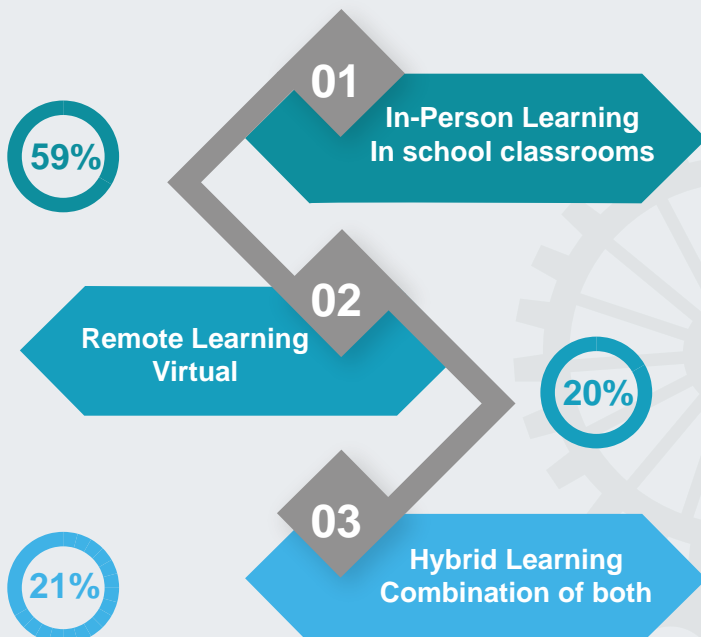 01
In-Person Learning
In school classrooms
59%
02
Remote Learning
Virtual
20%
03
Hybrid Learning
Combination of both
21%